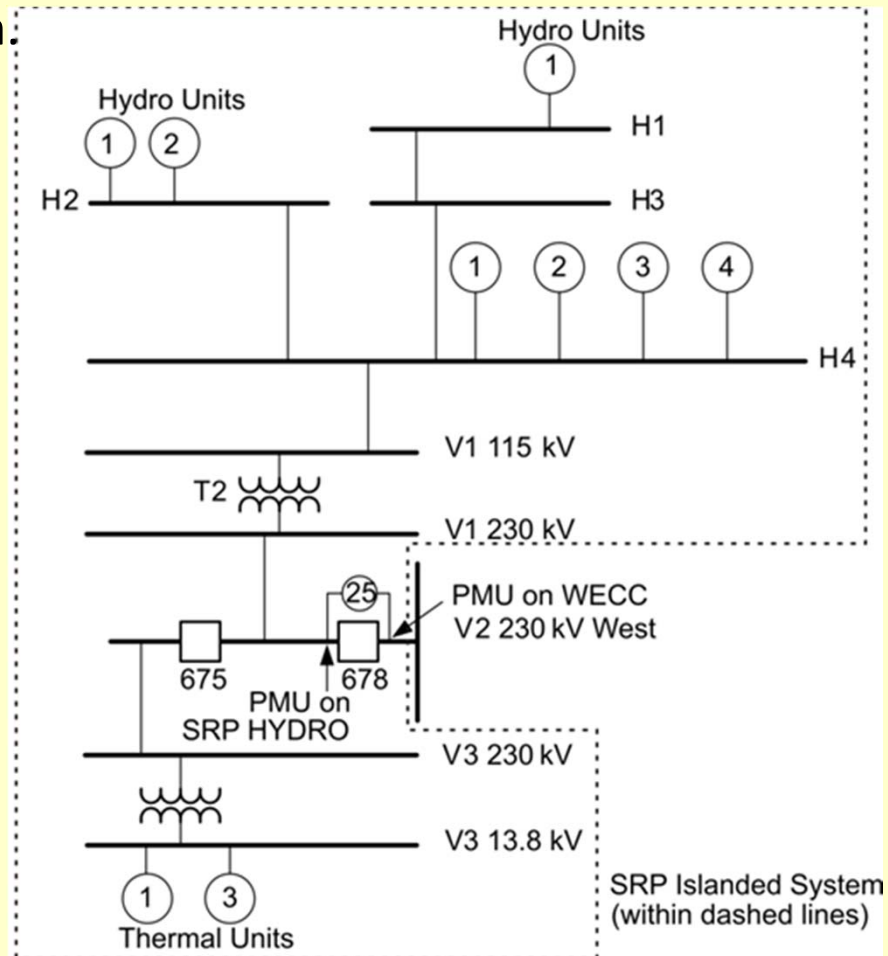 n.
Hydro Units
1
H1
Hydro Units
1 2
H2
H3
1 2 3 4
H4
V1 115 kV
T2
V1 230 kV
25
PMU on WECC
V2 230 kV West
675
678
PMU on
SRP HYDRO
V3 230 kV
V3 13.8 kV
1 3
Thermal Units
SRP Islanded System
(within dashed lines)